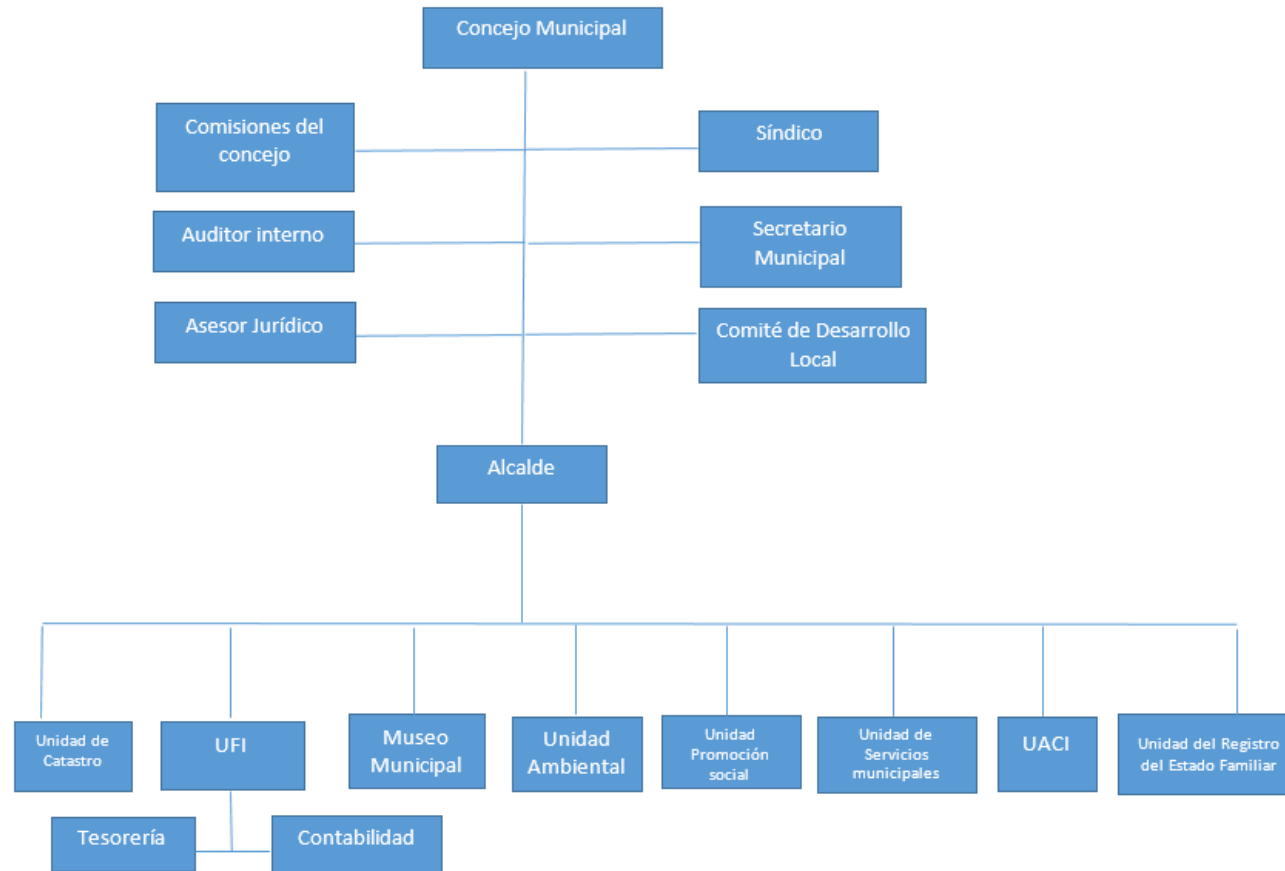 Concejo Municipal
Comisiones del
concejo
Síndico
Auditor interno
Secretario
Municipal
Asesor Jurídico
Comité de Desarrollo
Local
Alcalde
Unidad de
Catastro
UFI
Museo
Municipal
Unidad
Ambiental
Unidad
Promoción
social
Unidad de
Servicios
municipales
UACI
Unidad del Registro
del Estado Familiar
Tesorería
Contabilidad